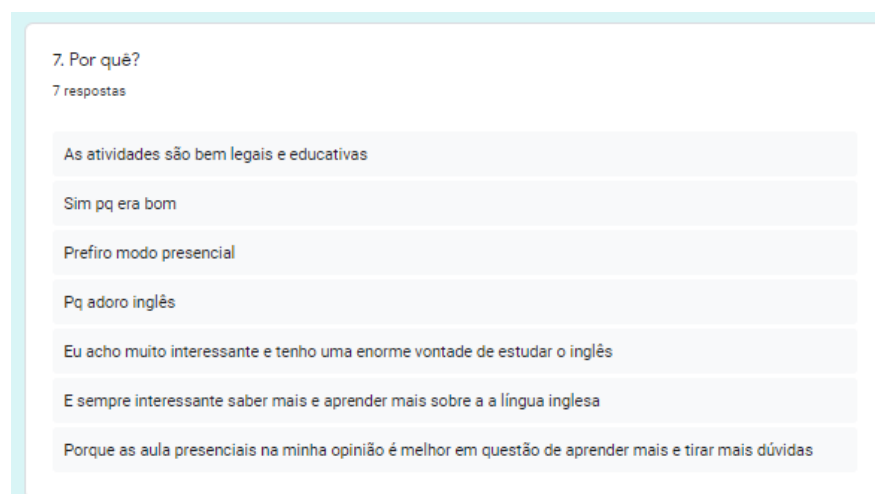 7. Por quê?
7 respostas
As atividades são bem legais e educativas
Sim pq era bom
Prefiro modo presencial
Pq adoro inglês
Eu acho muito interessante e tenho uma enorme vontade de estudar o inglês
E sempre interessante saber mais e aprender mais sobre a a língua inglesa
Porque as aula presenciais na minha opinião é melhor em questão de aprender mais e tirar mais dúvidas